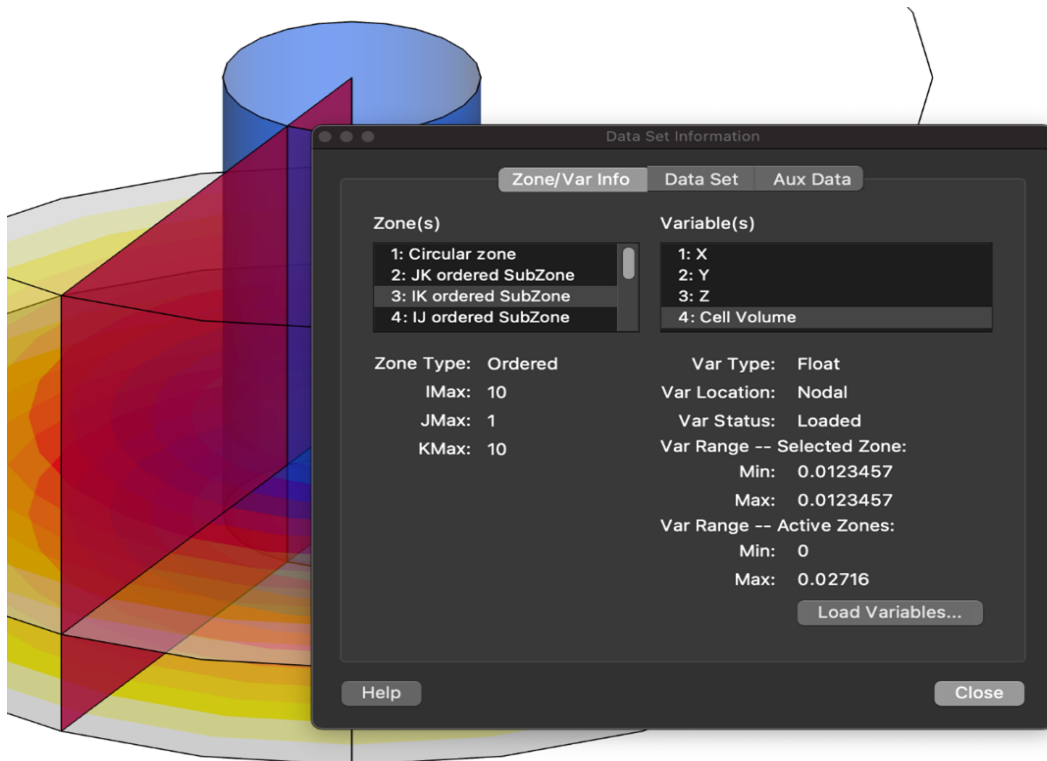 Data Set Information
Zone/Var Info Data Set Aux Data
Zone(s)
1: Circular zone
2: JK ordered SubZone
3: IK ordered SubZone
4: IJ ordered SubZone
Variable(s)
1: X
2: Y
3: Z
4: Cell Volume
Zone Type: Ordered
IMax: 10
JMax: 1
KMax: 10
Var Type: Float
Var Location: Nodal
Var Status: Loaded
Var Range -- Selected Zone:
Min: 0.0123457
Max: 0.0123457
Var Range -- Active Zones:
Min: 0
Max: 0.02716
Load Variables...
Help
Close